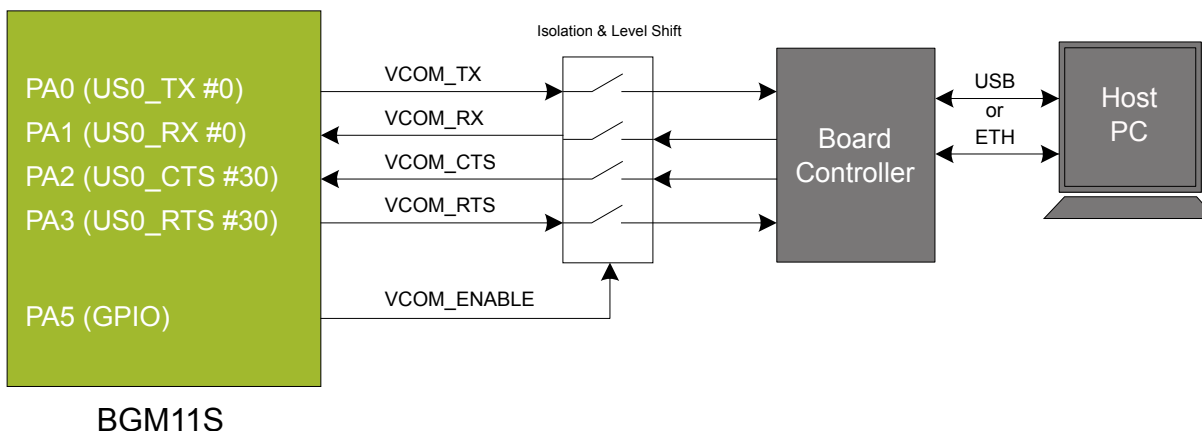 Isolation & Level Shift
PA0 (US0_TX #0)
PA1 (US0_RX #0)
PA2 (US0_CTS #30)
PA3 (US0_RTS #30)
PA5 (GPIO)
VCOM_TX
VCOM_RX
VCOM_CTS
VCOM_RTS
VCOM_ENABLE
Board
Controller
USB
or
ETH
Host
PC
BGM11S